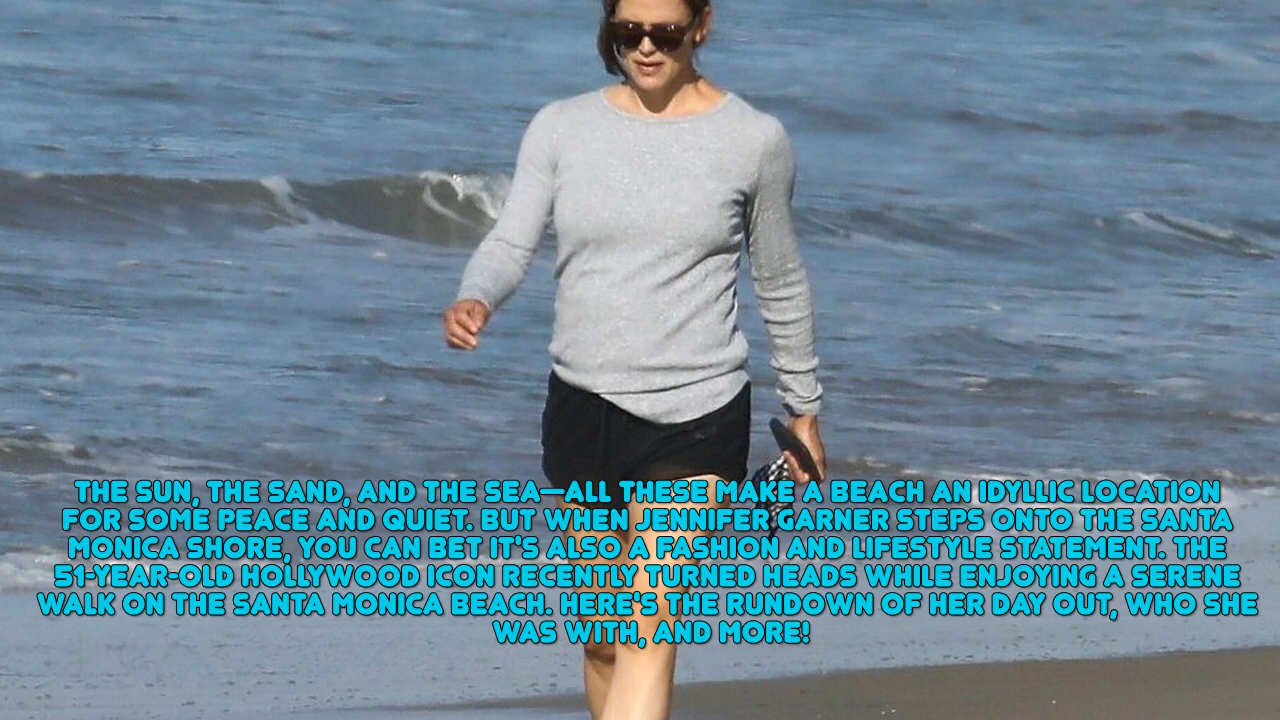 THE SUN, THE SAND, AND THE SEA—ALL THESE MAKE A BEACH AN IDYLLIC LOCATION
FOR SOME PEACE AND QUIET. BUT WHEN JENNIFER GARNER STEPS ONTO THE SANTA
MONICA SHORE, YOU CAN BET IT'S ALSO A FASHION AND LIFESTYLE STATEMENT. THE
51-YEAR-OLD HOLLYWOOD ICON RECENTLY TURNED HEADS WHILE ENJOYING A SERENE
WALK ON THE SANTA MONICA BEACH. HERE'S THE RUNDOWN OF HER DAY OUT, WHO SHE
WAS WITH, AND MORE!